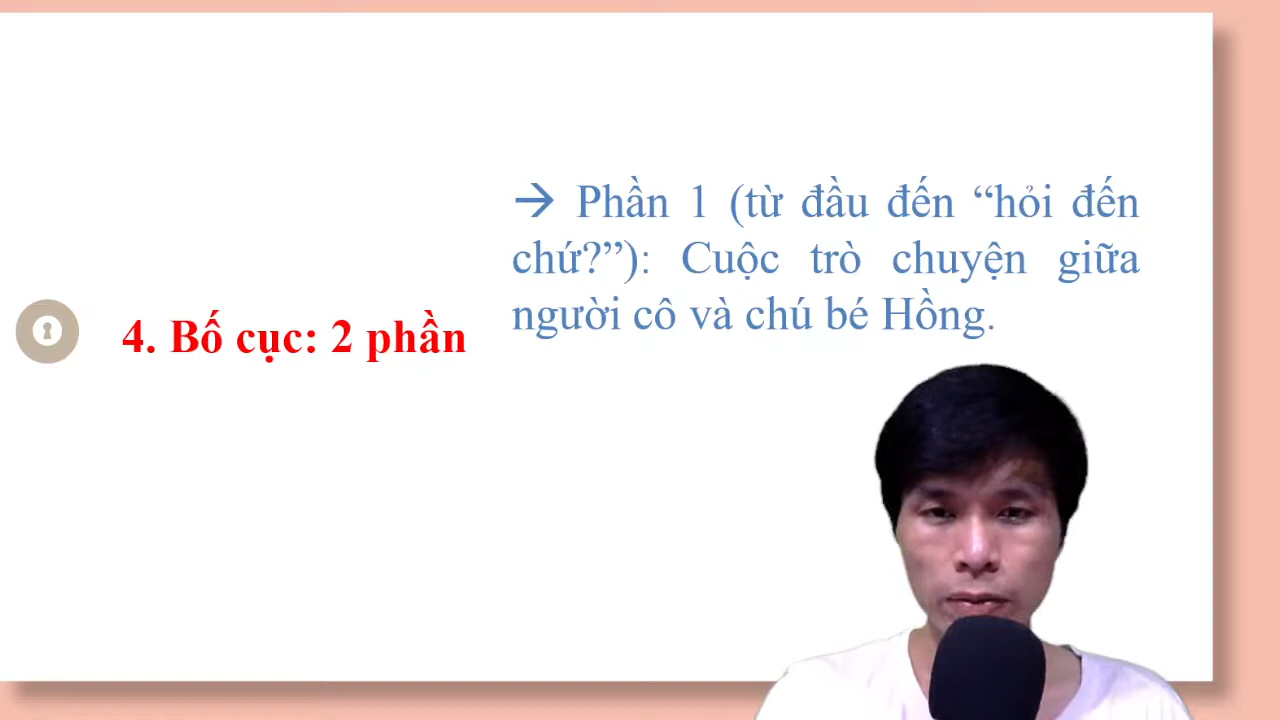 4. Bố cục: 2 phần
→ Phần 1 (từ đầu đến “hỏi đến
chứ?”): Cuộc trò chuyện giữa
người cô và chú bé Hồng.